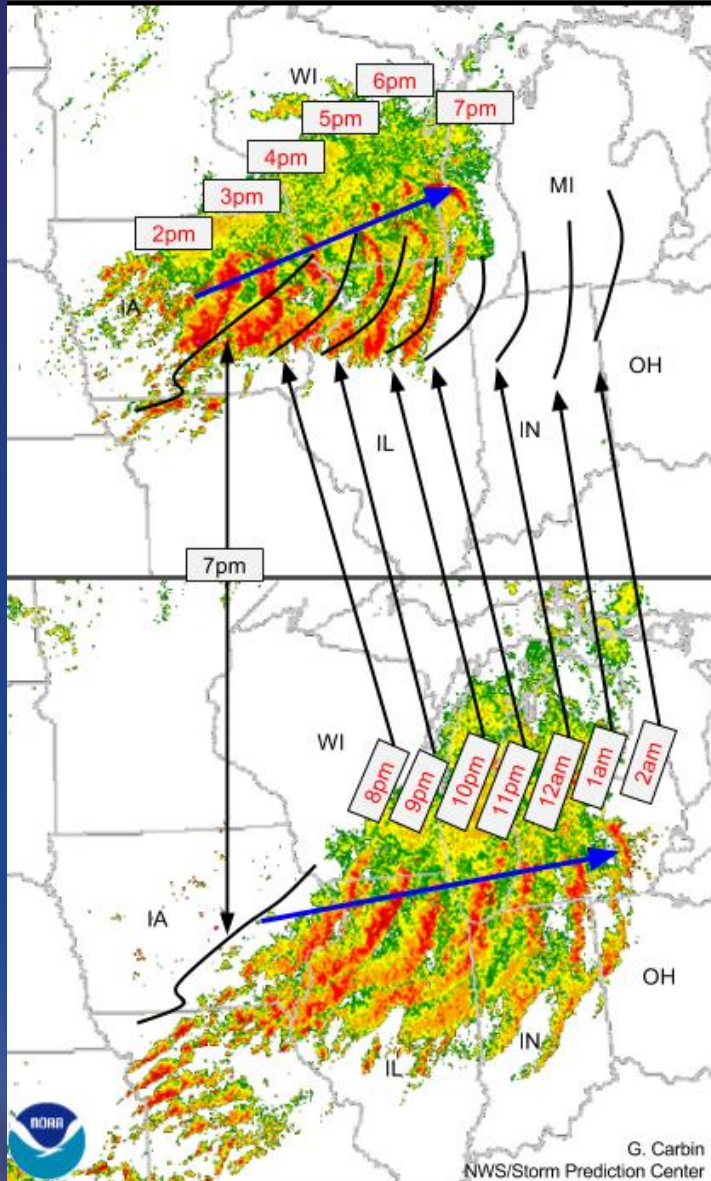 WI
6pm
5pm
7pm
4pm
3pm
MI
2pm
IA
OH
IL
IN
7pm
WI
8pm
9pm
10pm
11pm
12am
1am
2am
IA
OH
IN
IL
NOAA
G. Carbin
NWS/Storm Prediction Center